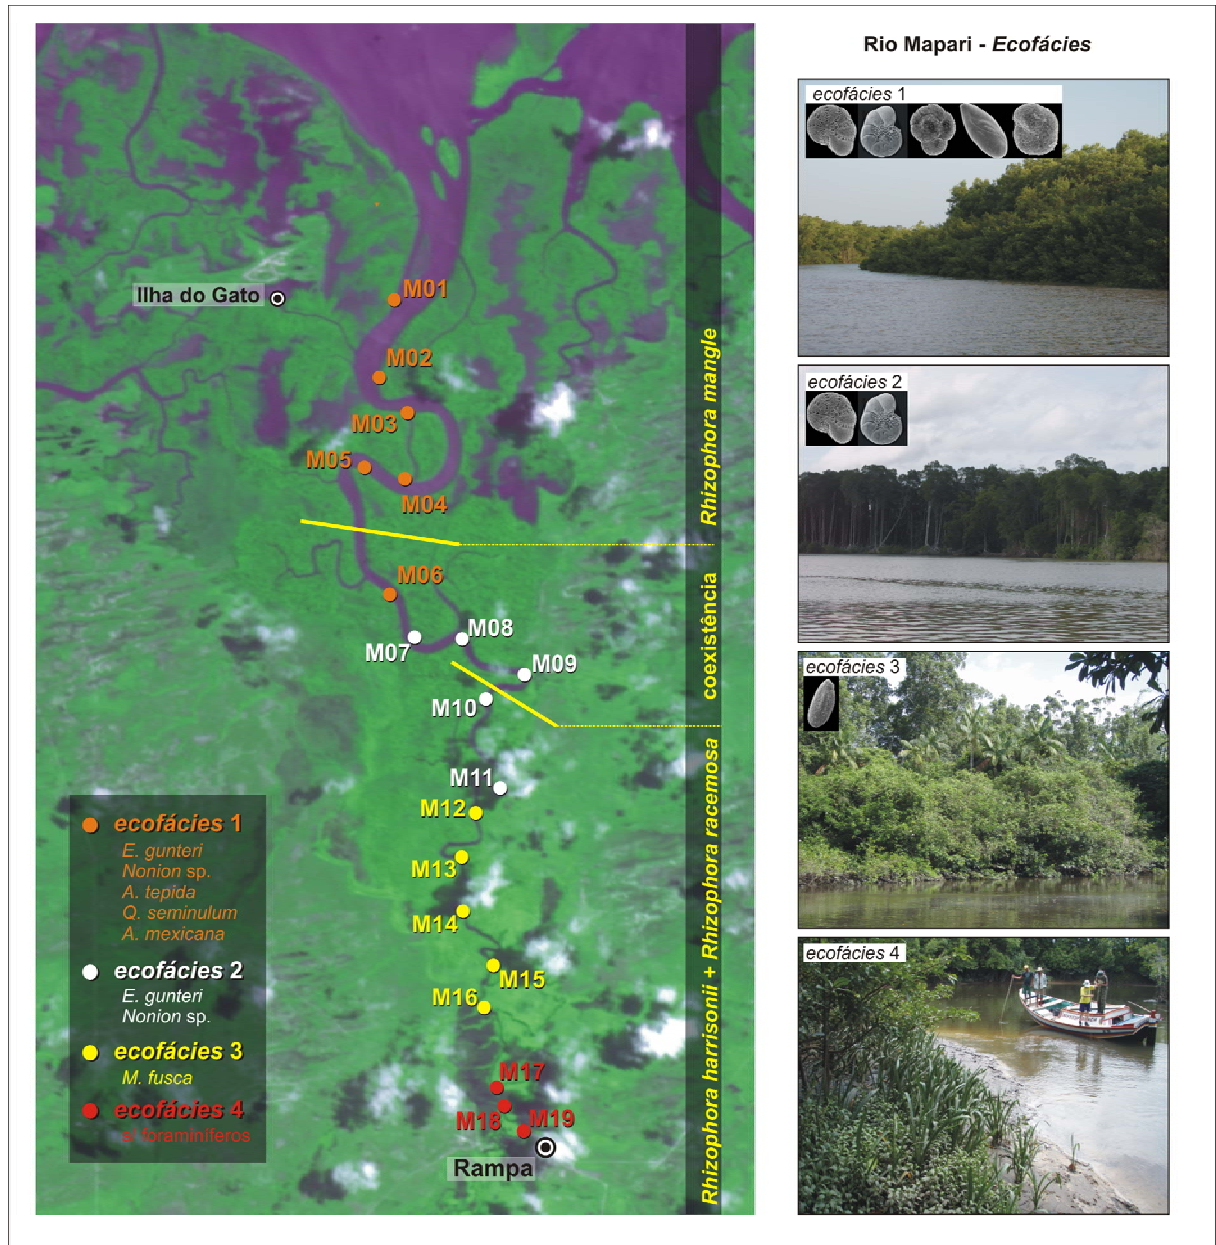 Rio Mapari - Ecofácies
Ilha do Gato
M01
M02
M03
M05
M04
M06
M07
M08
M09
M10
M11
M12
M13
M14
M15
M16
M17
M18
M19
Rampa
Rhizophora mangle
coexistência
Rhizophora harrisonii + Rhizophora racemosa
ecofácies 1
E. gunteri
Nonion sp.
A. tepida
Q. seminulum
A. mexicana
ecofácies 2
E. gunteri
Nonion sp.
ecofácies 3
M. fusca
ecofácies 4
s/ foraminíferos
ecofácies 1
ecofácies 2
ecofácies 3
ecofácies 4